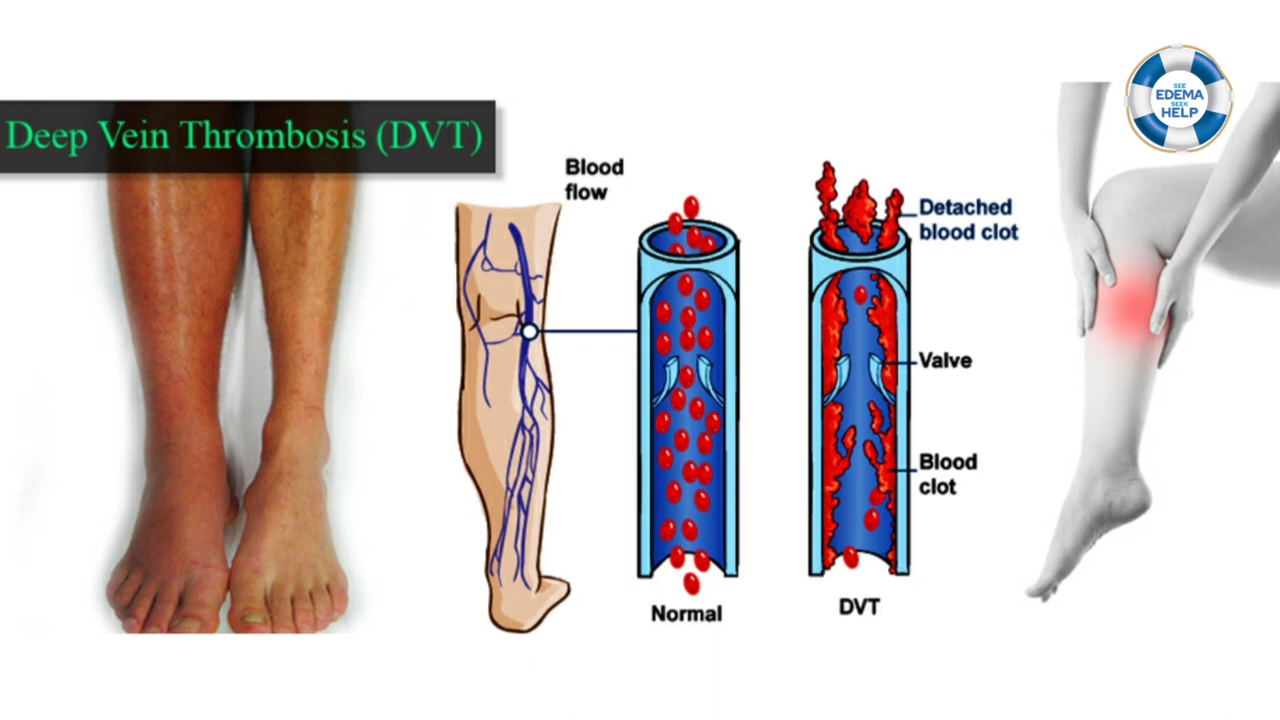 Deep Vein Thrombosis (DVT)
Blood
flow
Detached
blood clot
Valve
Blood
clot
Normal
DVT
SEE
EDEMA
SEEK
HELP